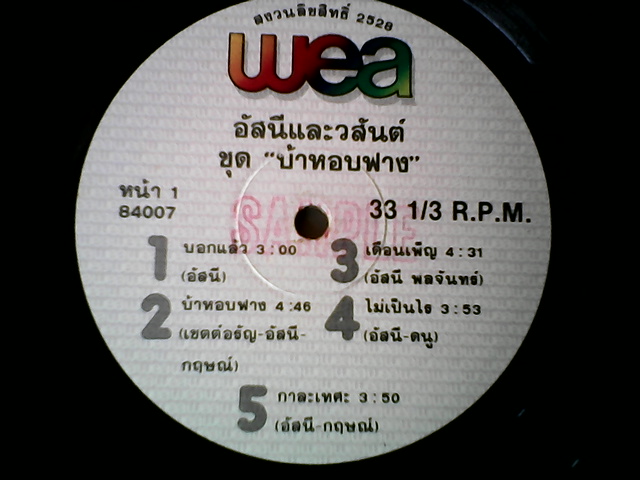 สงวนลิขสิทธิ์ 2528
wea
อัสนีและวสันต์
ชุด "บ้าหอบฟาง"
หน้า 1
84007
33 1/3 R.P.M.
SAMPLE
1 บอกแล้ว 3:00
(อัสนี)
2 บ้าหอบฟาง 4:46
(เขตต์อรัญ-อัสนี-
กฤษณ์)
3 เดือนเพ็ญ 4:31
(อัสนี พลจันทร์)
4 ไม่เป็นไร 3:53
(อัสนี-ดนู)
5 กาละเทศะ 3:50
(อัสนี-กฤษณ์)